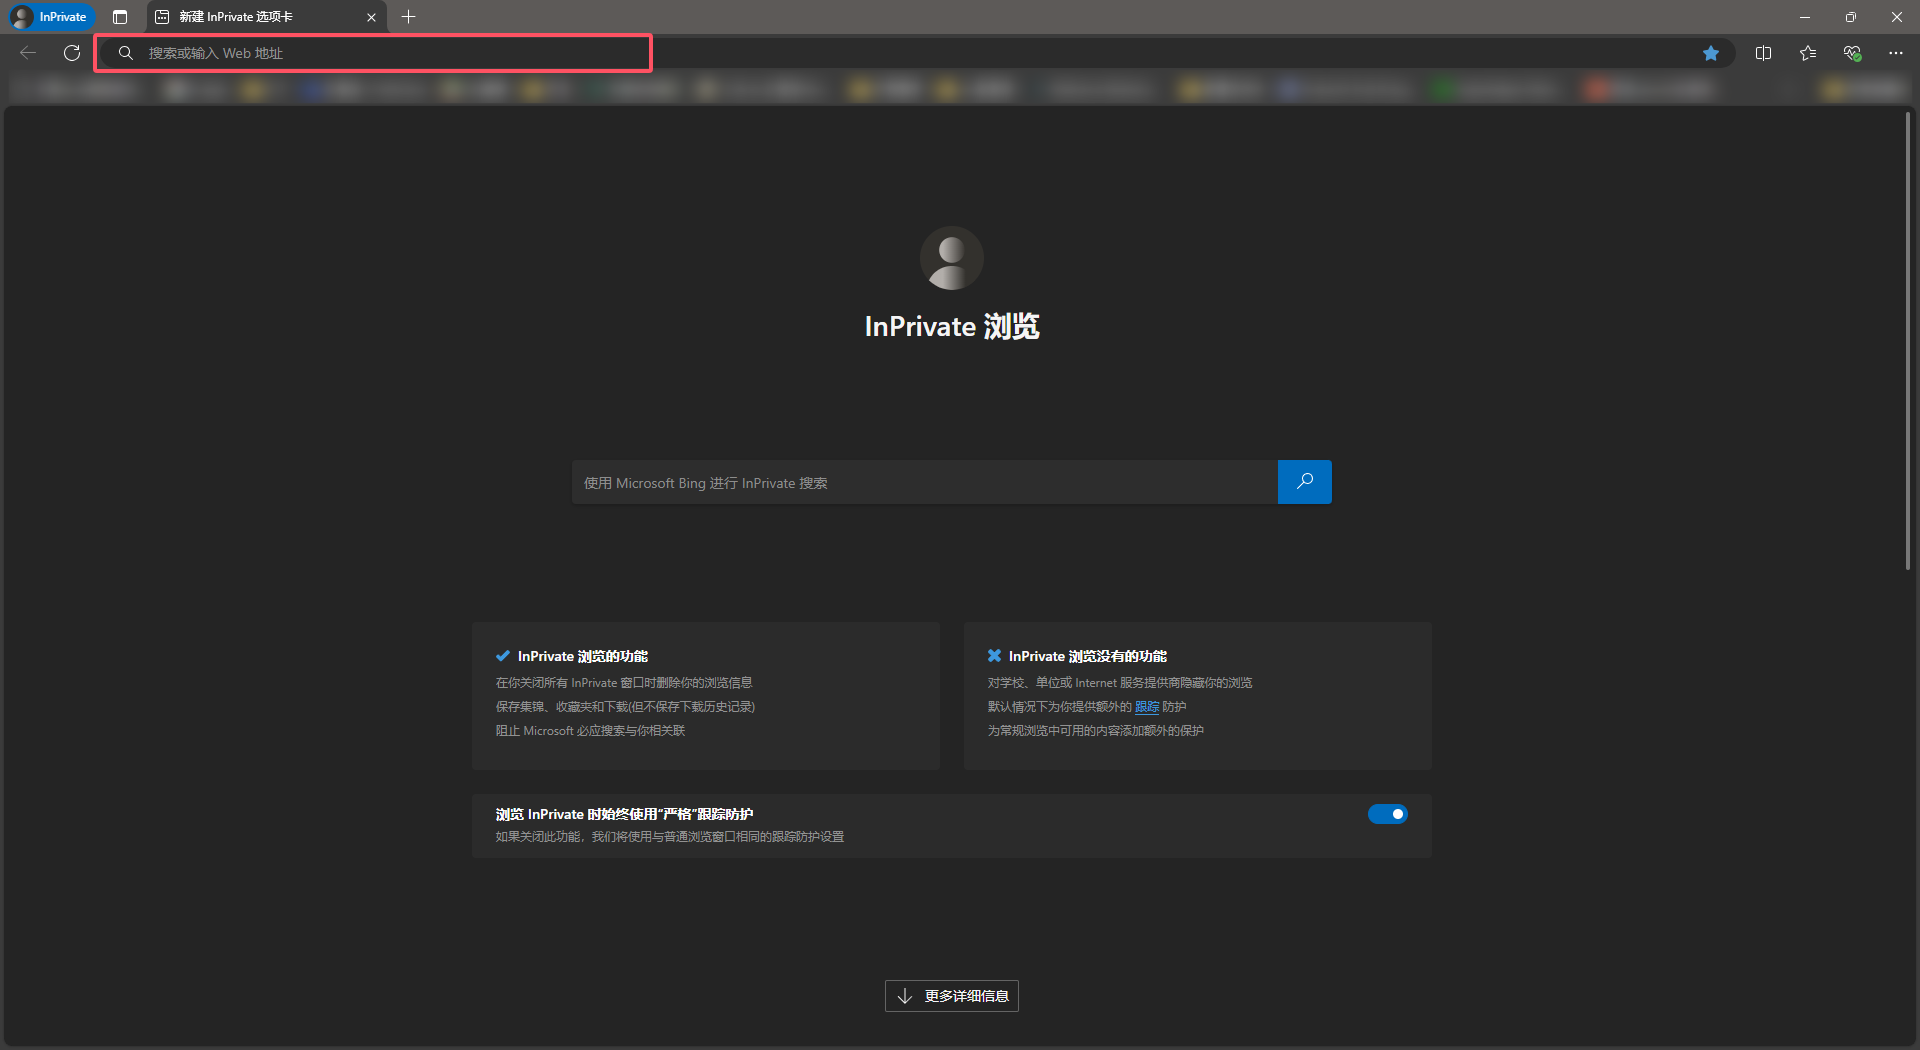 InPrivate
新建 InPrivate 选项卡
搜索或输入 Web 地址
InPrivate 浏览
使用 Microsoft Bing 进行 InPrivate 搜索
InPrivate 浏览的功能
在你关闭所有 InPrivate 窗口时删除你的浏览信息
保存集锦、收藏夹和下载(但不保存下载历史记录)
阻止 Microsoft 必应搜索与你相关联
InPrivate 浏览没有的功能
对学校、单位或 Internet 服务提供商隐藏你的浏览
默认情况下为你提供额外的 跟踪 防护
为常规浏览中可用的内容添加额外的保护
浏览 InPrivate 时始终使用“严格”跟踪防护
如果关闭此功能，我们将使用与普通浏览窗口相同的跟踪防护设置
更多详细信息